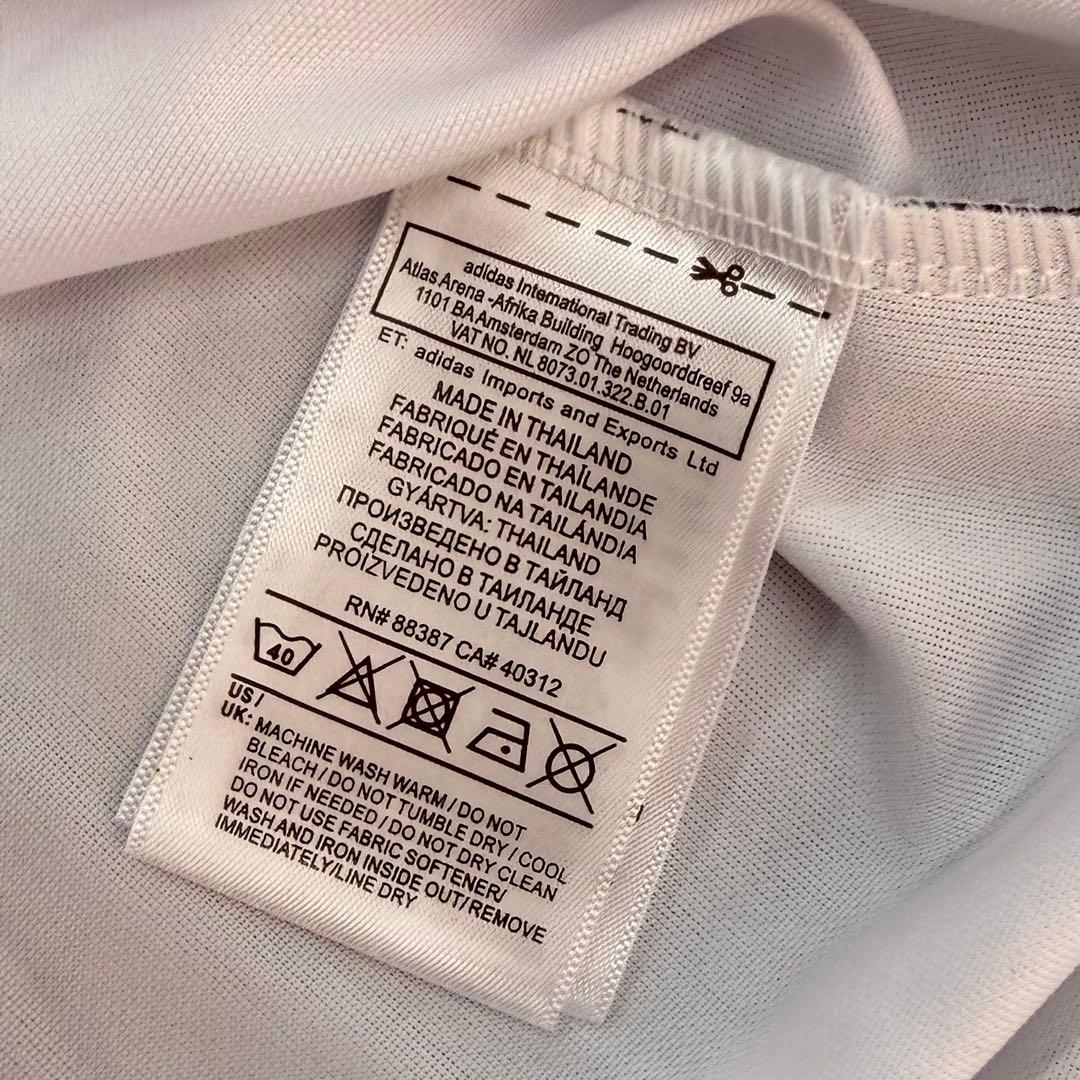 adidas International Trading BV
Atlas Arena -Afrika Building Hoogoorddreef 9a
1101 BA Amsterdam ZO The Netherlands
VAT NO. NL 8073.01.322.B.01
ET: adidas Imports and Exports Ltd
MADE IN THAILAND
FABRIQUÉ EN THAÏLANDE
FABRICADO EN TAILANDIA
FABRICADO NA TAILÂNDIA
GYÁRTVA: THAILAND
ПРОИЗВЕДЕНО В ТАЙЛАНД
СДЕЛАНО В ТАИЛАНДЕ
PROIZVEDENO U TAJLANDU
RN# 88387 CA# 40312
40
US /
UK: MACHINE WASH WARM / DO NOT
BLEACH / DO NOT TUMBLE DRY / COOL
IRON IF NEEDED / DO NOT DRY CLEAN
DO NOT USE FABRIC SOFTENER/
WASH AND IRON INSIDE OUT/ REMOVE
IMMEDIATELY/LINE DRY